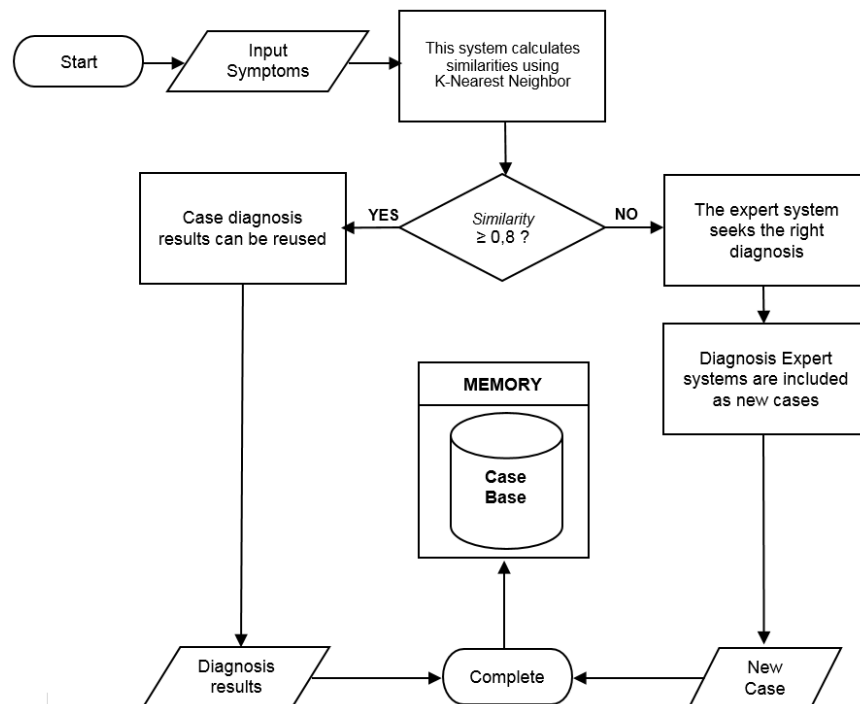 Start
Input
Symptoms
This system calculates
similarities using
K-Nearest Neighbor
Case diagnosis
results can be reused
YES
Similarity
≥ 0,8 ?
NO
The expert system
seeks the right
diagnosis
MEMORY
Case
Base
Diagnosis Expert
systems are included
as new cases
Diagnosis
results
Complete
New
Case